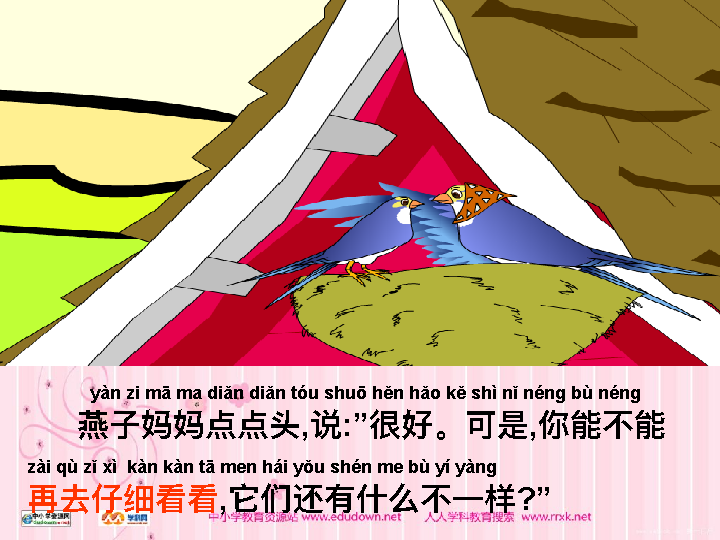 yàn zi mā ma diǎn diǎn tóu shuō hěn hǎo kě shì nǐ néng bù néng
燕子妈妈点点头,说:”很好。可是,你能不能
zài qù zǐ xì kàn kàn tā men hái yǒu shén me bù yí yàng
再去仔细看看,它们还有什么不一样?”
中小学教育资源站 www.edudown.net 人人学科教育搜索 www.rrxk.net